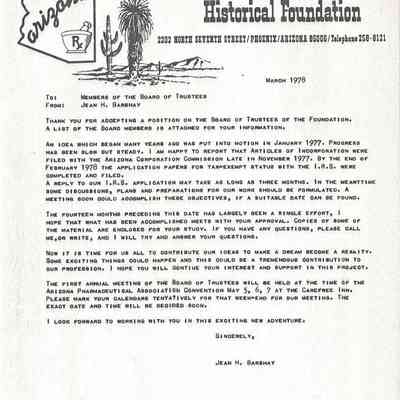 arizona
Rx
Historical Foundation
2202 NORTH SEVENTH STREET/PHOENIX/ARIZONA 85006/Telephone 258-8121
MARCH 1978
TO: MEMBERS OF THE BOARD OF TRUSTEES
FROM: JEAN H. BARSHAY
THANK YOU FOR ACCEPTING A POSITION ON THE BOARD OF TRUSTEES OF THE FOUNDATION.
A LIST OF THE BOARD MEMBERS IS ATTACHED FOR YOUR INFORMATION.
AN IDEA WHICH BEGAN MANY YEARS AGO WAS PUT INTO MOTION IN JANUARY 1977. PROGRESS
HAS BEEN SLOW BUT STEADY. I AM HAPPY TO REPORT THAT ARTICLES OF INCORPORATION WERE
FILED WITH THE ARIZONA CORPORATION COMMISSION LATE IN NOVEMBER 1977. BY THE END OF
FEBRUARY 1978 THE APPLICATION PAPERS FOR TAX-EXEMPT STATUS WITH THE I.R.S. WERE
COMPLETED AND FILED.
A REPLY TO OUR I.R.S. APPLICATION MAY TAKE AS LONG AS THREE MONTHS. IN THE MEANTTIME
SOME DISCUSSIONS, PLANS AND PREPARATIONS FOR OUR WORK SHOULD BE FORMULATED. A
MEETING SOON COULD ACCOMPLISH THESE OBJECTIVES, IF A SUITABLE DATE CAN BE FOUND.
THE FOURTEEN MONTHS PRECEDING THIS DATE HAS LARGELY BEEN A SINGLE EFFORT, I
HOPE THAT WHAT HAS BEEN ACCOMPLISHED MEETS WITH YOUR APPROVAL. COPIES OF SOME OF
THE MATERIAL ARE ENCLOSED FOR YOUR STUDY. IF YOU HAVE ANY QUESTIONS, PLEASE CALL
ME, OR WRITE, AND I WILL TRY AND ANSWER YOUR QUESTIONS.
NOW IT IS TIME FOR US ALL TO CONTRIBUTE OUR IDEAS TO MAKE A DREAM BECOME A REALITY.
SOME EXCITING THINGS COULD HAPPEN AND THIS COULD BE A TREMENDOUS CONTRIBUTION TO
OUR PROFESSION. I HOPE YOU WILL CONTINUE YOUR INTEREST AND SUPPORT IN THIS PROJECT.
THE FIRST ANNUAL MEETING OF THE BOARD OF TRUSTEES WILL BE HELD AT THE TIME OF THE
ARIZONA PHARMACEUTICAL ASSOCIATION CONVENTION MAY 5, 6, 7 AT THE CAREFREE INN.
PLEASE MARK YOUR CALENDARS TENTATIVELY FOR THAT WEEKEND FOR OUR MEETING. THE
EXACT DATE AND TIME WILL BE DECIDED SOON.
I LOOK FORWARD TO WORKING WITH YOU IN THIS EXCITING NEW ADVENTURE.
SINCERELY,
JEAN H. BARSHAY